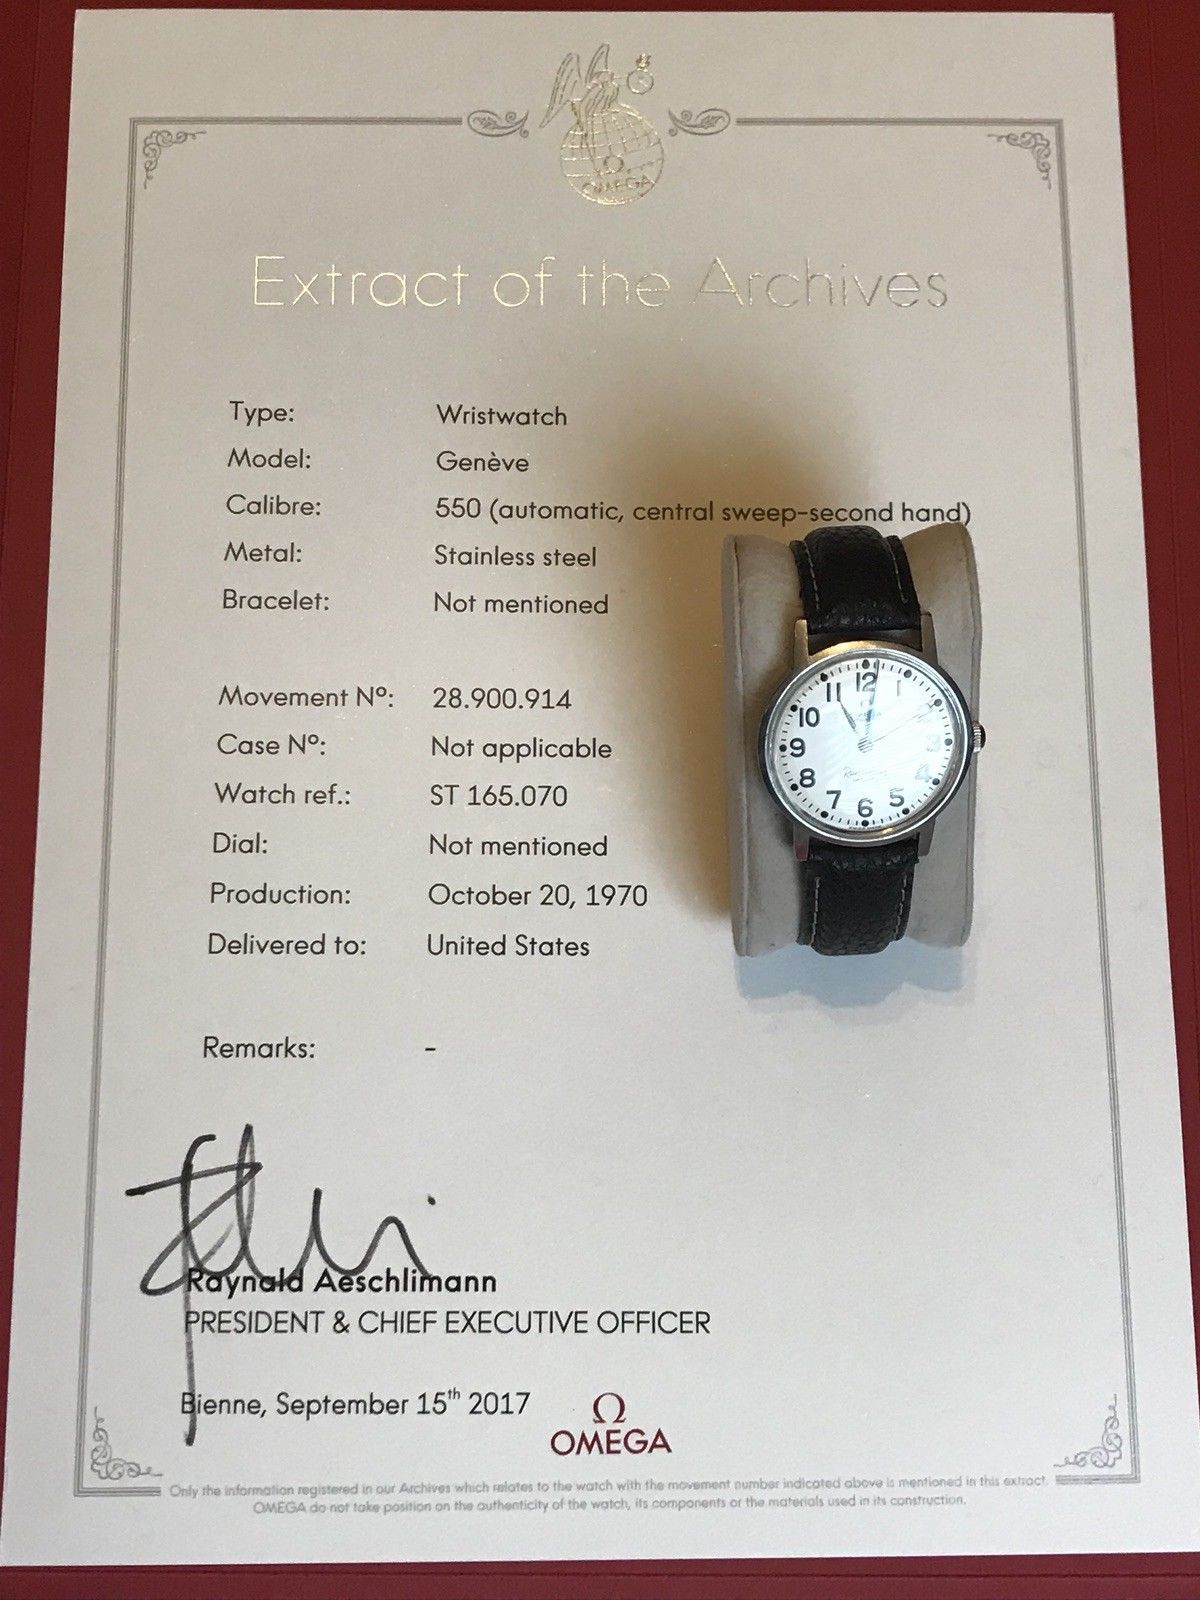 Ω
OMEGA
Extract of the Archives
Type: Wristwatch
Model: Genève
Calibre: 550 (automatic, central sweep-second hand)
Metal: Stainless steel
Bracelet: Not mentioned
Movement Nº: 28.900.914
Case Nº: Not applicable
Watch ref.: ST 165.070
Dial: Not mentioned
Production: October 20, 1970
Delivered to: United States
Remarks: -
12
1
11
10
9
3
8
4
7
5
6
Raynald Aeschlimann
PRESIDENT & CHIEF EXECUTIVE OFFICER
Bienne, September 15th 2017
Ω
OMEGA
Only the information registered in our Archives which relates to the watch with the movement number indicated above is mentioned in this extract.
OMEGA do not take position on the authenticity of the watch, its components or the materials used in its construction.